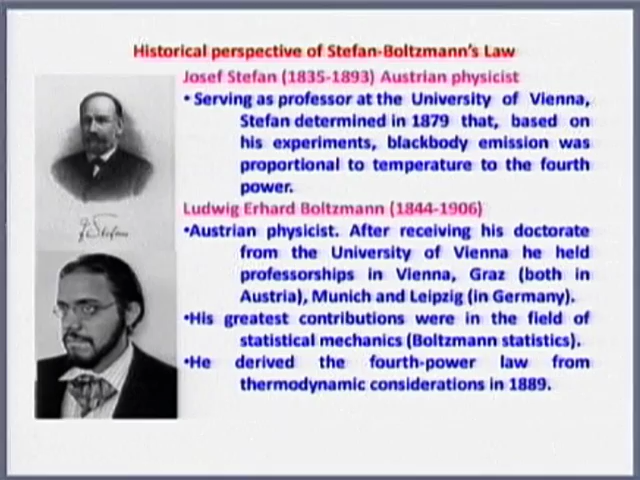 Historical perspective of Stefan-Boltzmann's Law
Josef Stefan (1835-1893) Austrian physicist
• Serving as professor at the University of Vienna,
Stefan determined in 1879 that, based on
his experiments, blackbody emission was
proportional to temperature to the fourth
power.
J Stefan
Ludwig Erhard Boltzmann (1844-1906)
•Austrian physicist. After receiving his doctorate
from the University of Vienna he held
professorships in Vienna, Graz (both in
Austria), Munich and Leipzig (in Germany).
•His greatest contributions were in the field of
statistical mechanics (Boltzmann statistics).
•He derived the fourth-power law from
thermodynamic considerations in 1889.